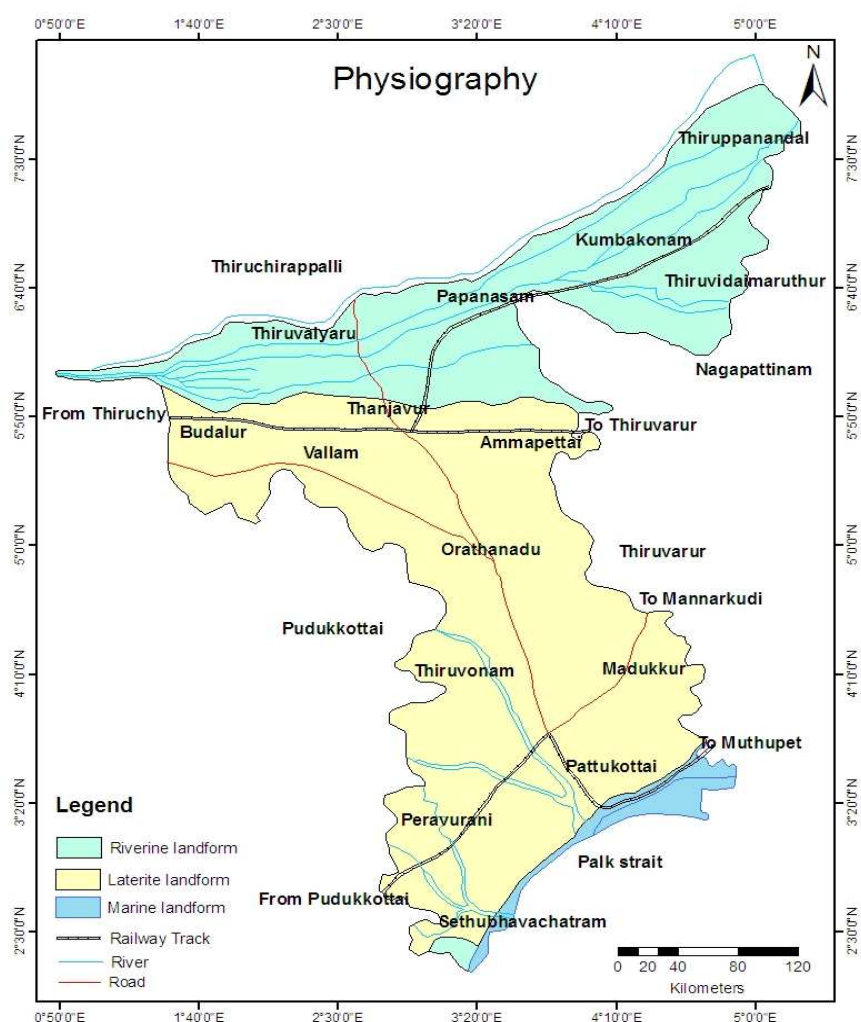 0°50'0"E 1°40'0"E 2°30'0"E 3°20'0"E 4°10'0"E 5°0'0"E
Physiography
N
Thiruppanandal
7°30'0"N 7°30'0"N
Kumbakonam
Thiruchirappalli
Thiruvidaimaruthur
6°40'0"N 6°40'0"N
Papanasam
Thiruvaiyaru
Nagapattinam
Thanjavur
From Thiruchy
5°50'0"N 5°50'0"N
To Thiruvarur
Budalur
Ammapettai
Vallam
5°0'0"N 5°0'0"N
Orathanadu
Thiruvarur
To Mannarkudi
Pudukkottai
Thiruvonam
Madukkur
4°10'0"N 4°10'0"N
To Muthupet
Pattukottai
3°20'0"N 3°20'0"N
Legend
Peravurani
Riverine landform
Palk strait
Laterite landform
From Pudukkottai
Marine landform
Sethubhavachatram
2°30'0"N 2°30'0"N
Railway Track
River
Road
0 20 40 80 120
Kilometers
0°50'0"E 1°40'0"E 2°30'0"E 3°20'0"E 4°10'0"E 5°0'0"E